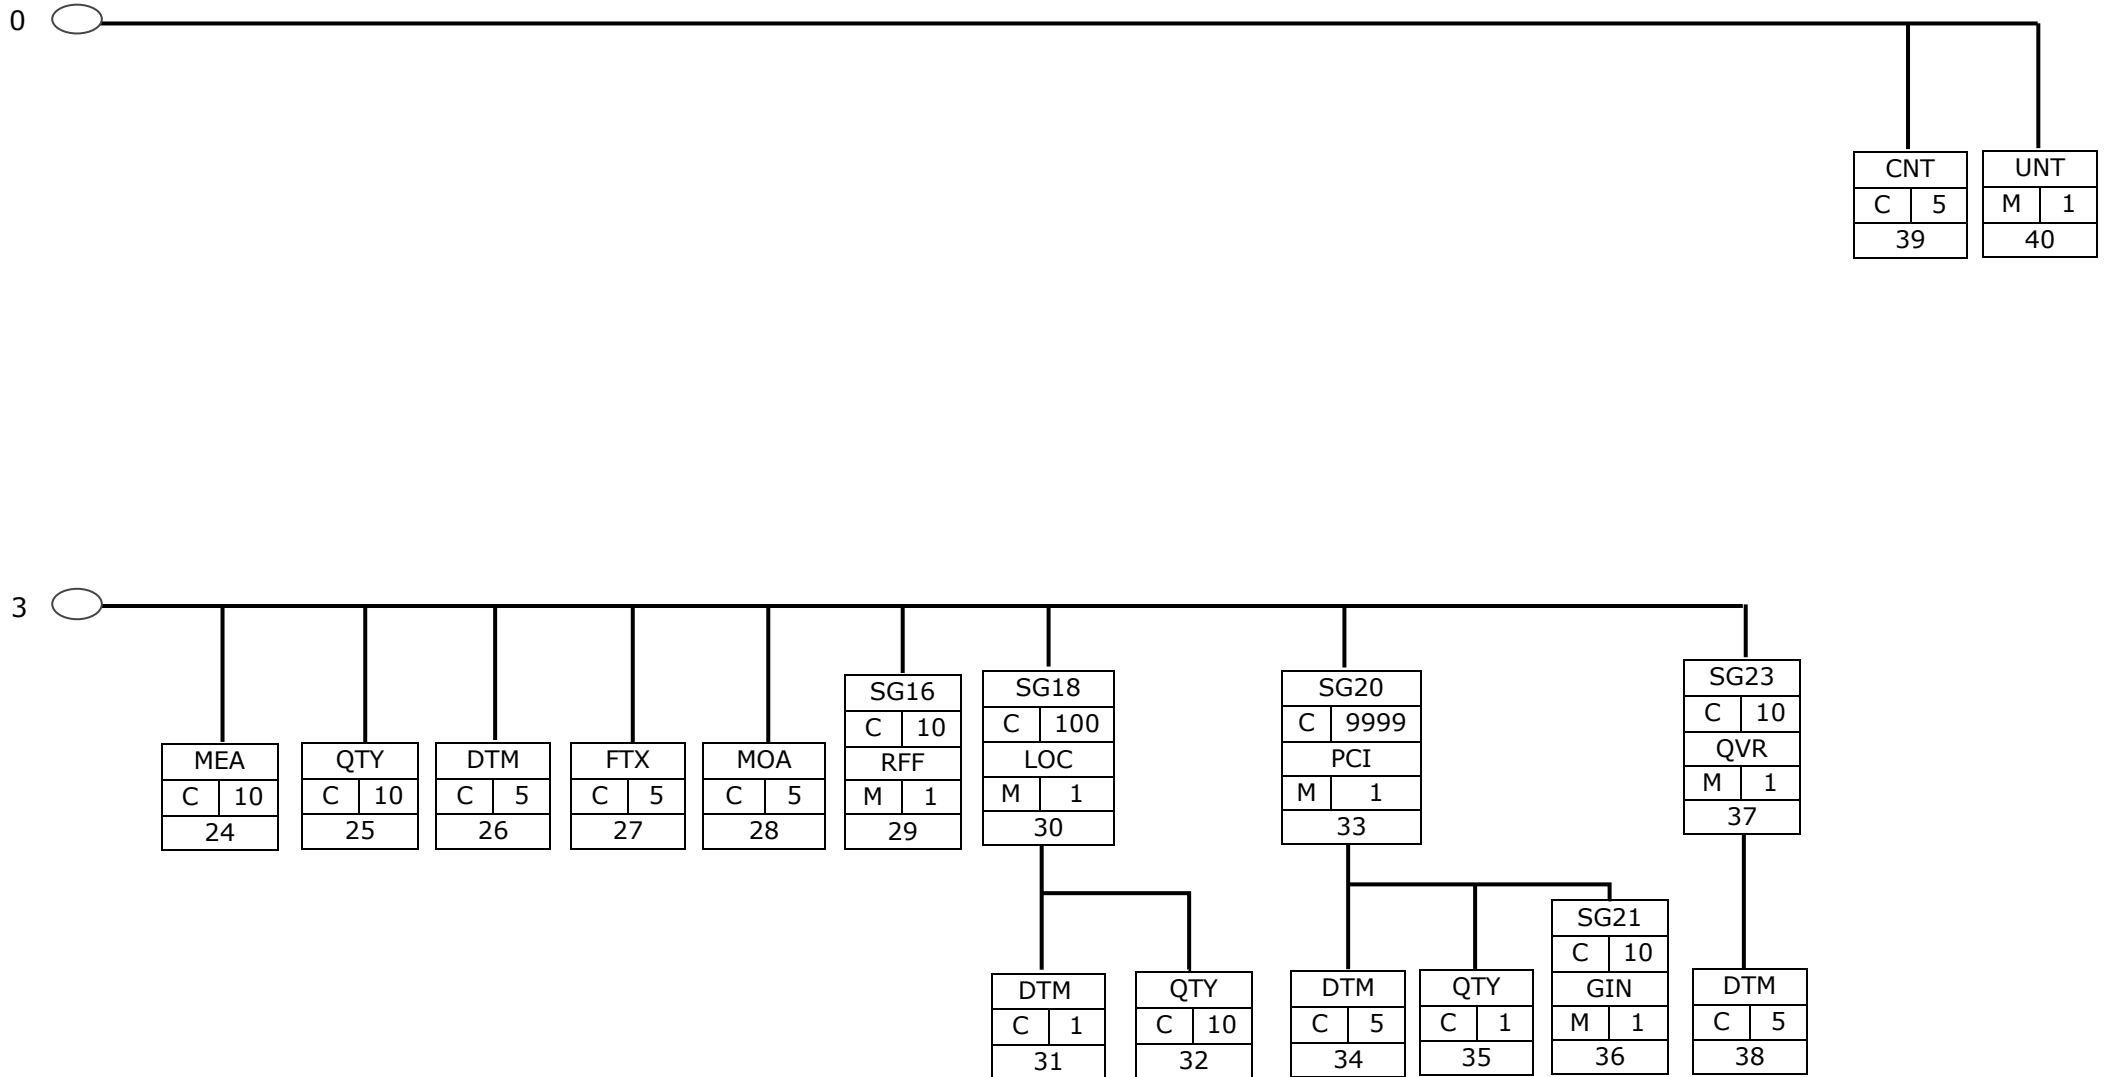 0
CNT
C 5
39
UNT
M 1
40
3
MEA
C 10
24
QTY
C 10
25
DTM
C 5
26
FTX
C 5
27
MOA
C 5
28
SG16
C 10
RFF
M 1
29
SG18
C 100
LOC
M 1
30
DTM
C 1
31
QTY
C 10
32
SG20
C 9999
PCI
M 1
33
DTM
C 5
34
QTY
C 1
35
SG21
C 10
GIN
M 1
36
SG23
C 10
QVR
M 1
37
DTM
C 5
38